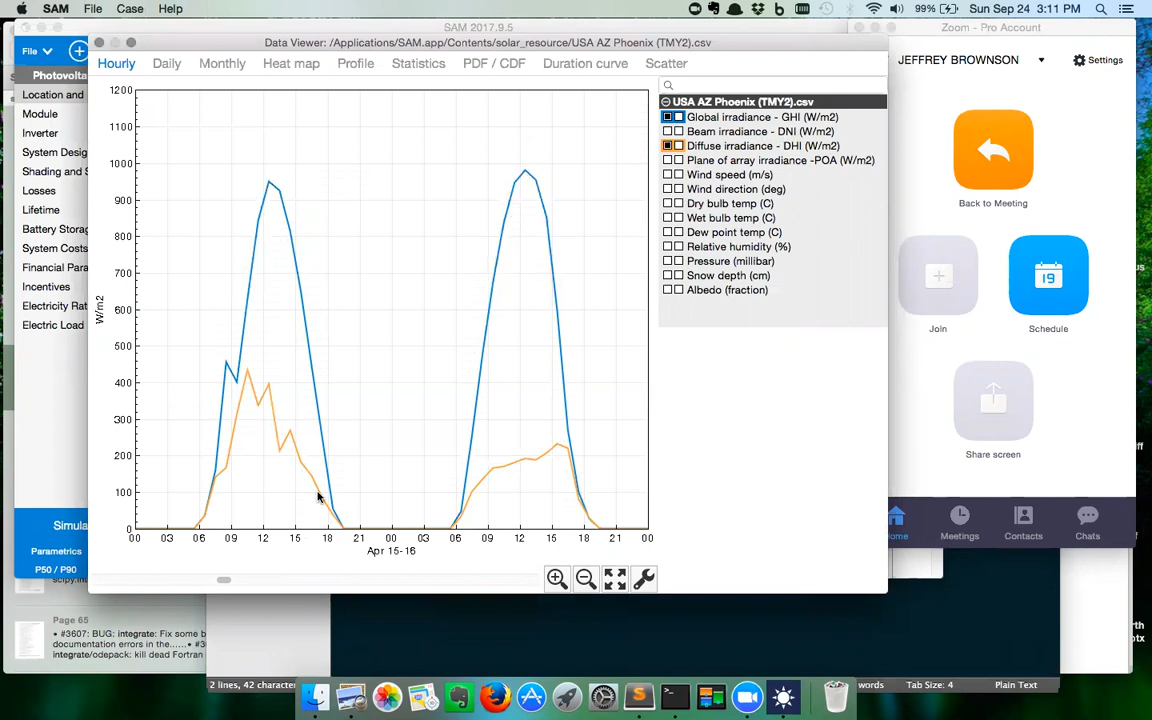 SAM File Case Help
99% Sun Sep 24 3:11 PM
SAM 2017.9.5
Zoom - Pro Account
Data Viewer: /Applications/SAM.app/Contents/solar_resource/USA AZ Phoenix (TMY2).csv
File
Photovolta
Location and
Module
Inverter
System Desig
Shading and S
Losses
Lifetime
Battery Storag
System Costs
Financial Para
Incentives
Electricity Rat
Electric Load
Simula
Parametrics
P50 / P90
Hourly Daily Monthly Heat map Profile Statistics PDF / CDF Duration curve Scatter
1200
1100
1000
900
800
700
600
500
400
300
200
100
0
W/m2
00 03 06 09 12 15 18 21 00 03 06 09 12 15 18 21 00
Apr 15-16
USA AZ Phoenix (TMY2).csv
Global irradiance - GHI (W/m2)
Beam irradiance - DNI (W/m2)
Diffuse irradiance - DHI (W/m2)
Plane of array irradiance -POA (W/m2)
Wind speed (m/s)
Wind direction (deg)
Dry bulb temp (C)
Wet bulb temp (C)
Dew point temp (C)
Relative humidity (%)
Pressure (millibar)
Snow depth (cm)
Albedo (fraction)
JEFFREY BROWNSON
Settings
Back to Meeting
19
Join
Schedule
Share screen
ome
Meetings
Contacts
Chats
scipy.int
Page 65
• #3607: BUG: integrate: Fix some b
documentation errors in the......• #3
integrate/odepack: kill dead Fortran
2 lines, 42 character
words
Tab Size: 4
Plain Text